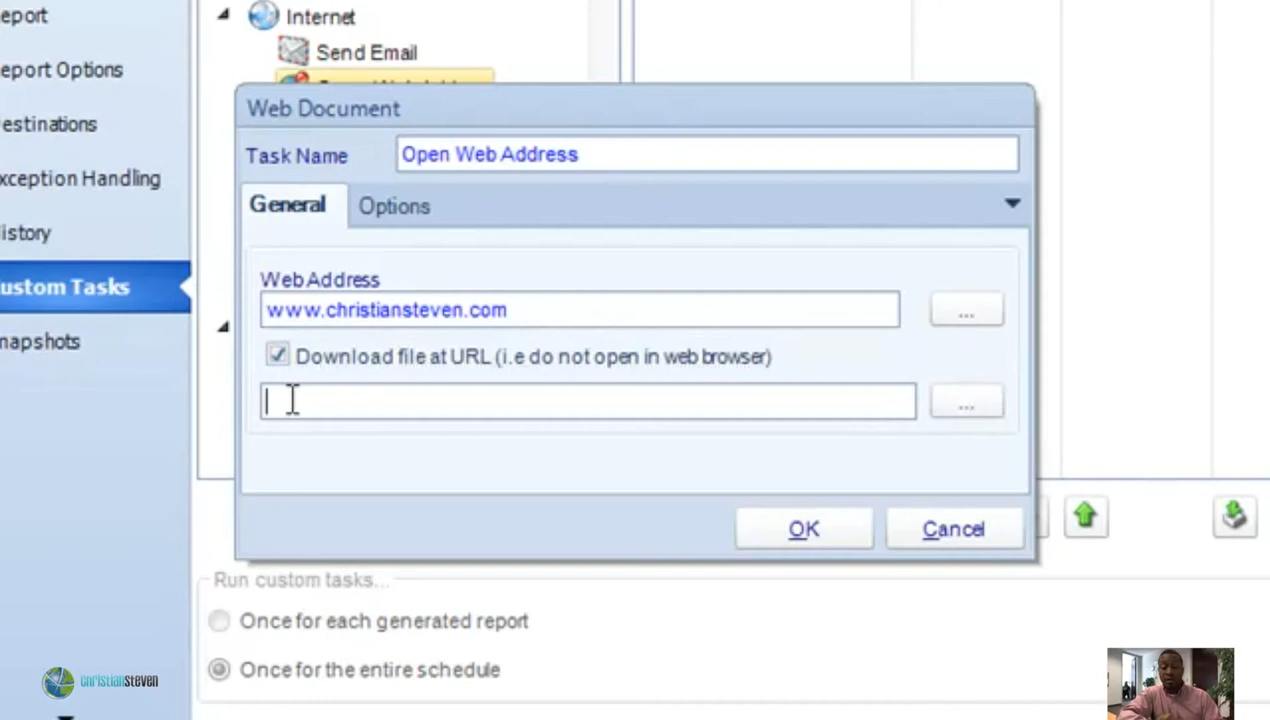 eport
Internet
Send Email
eport Options
Web Document
estinations
Task Name
Open Web Address
xception Handling
General
Options
istory
Web Address
ustom Tasks
www.christiansteven.com
...
napshots
Download file at URL (i.e do not open in web browser)
...
OK
Cancel
Run custom tasks...
Once for each generated report
Once for the entire schedule
christiansteven